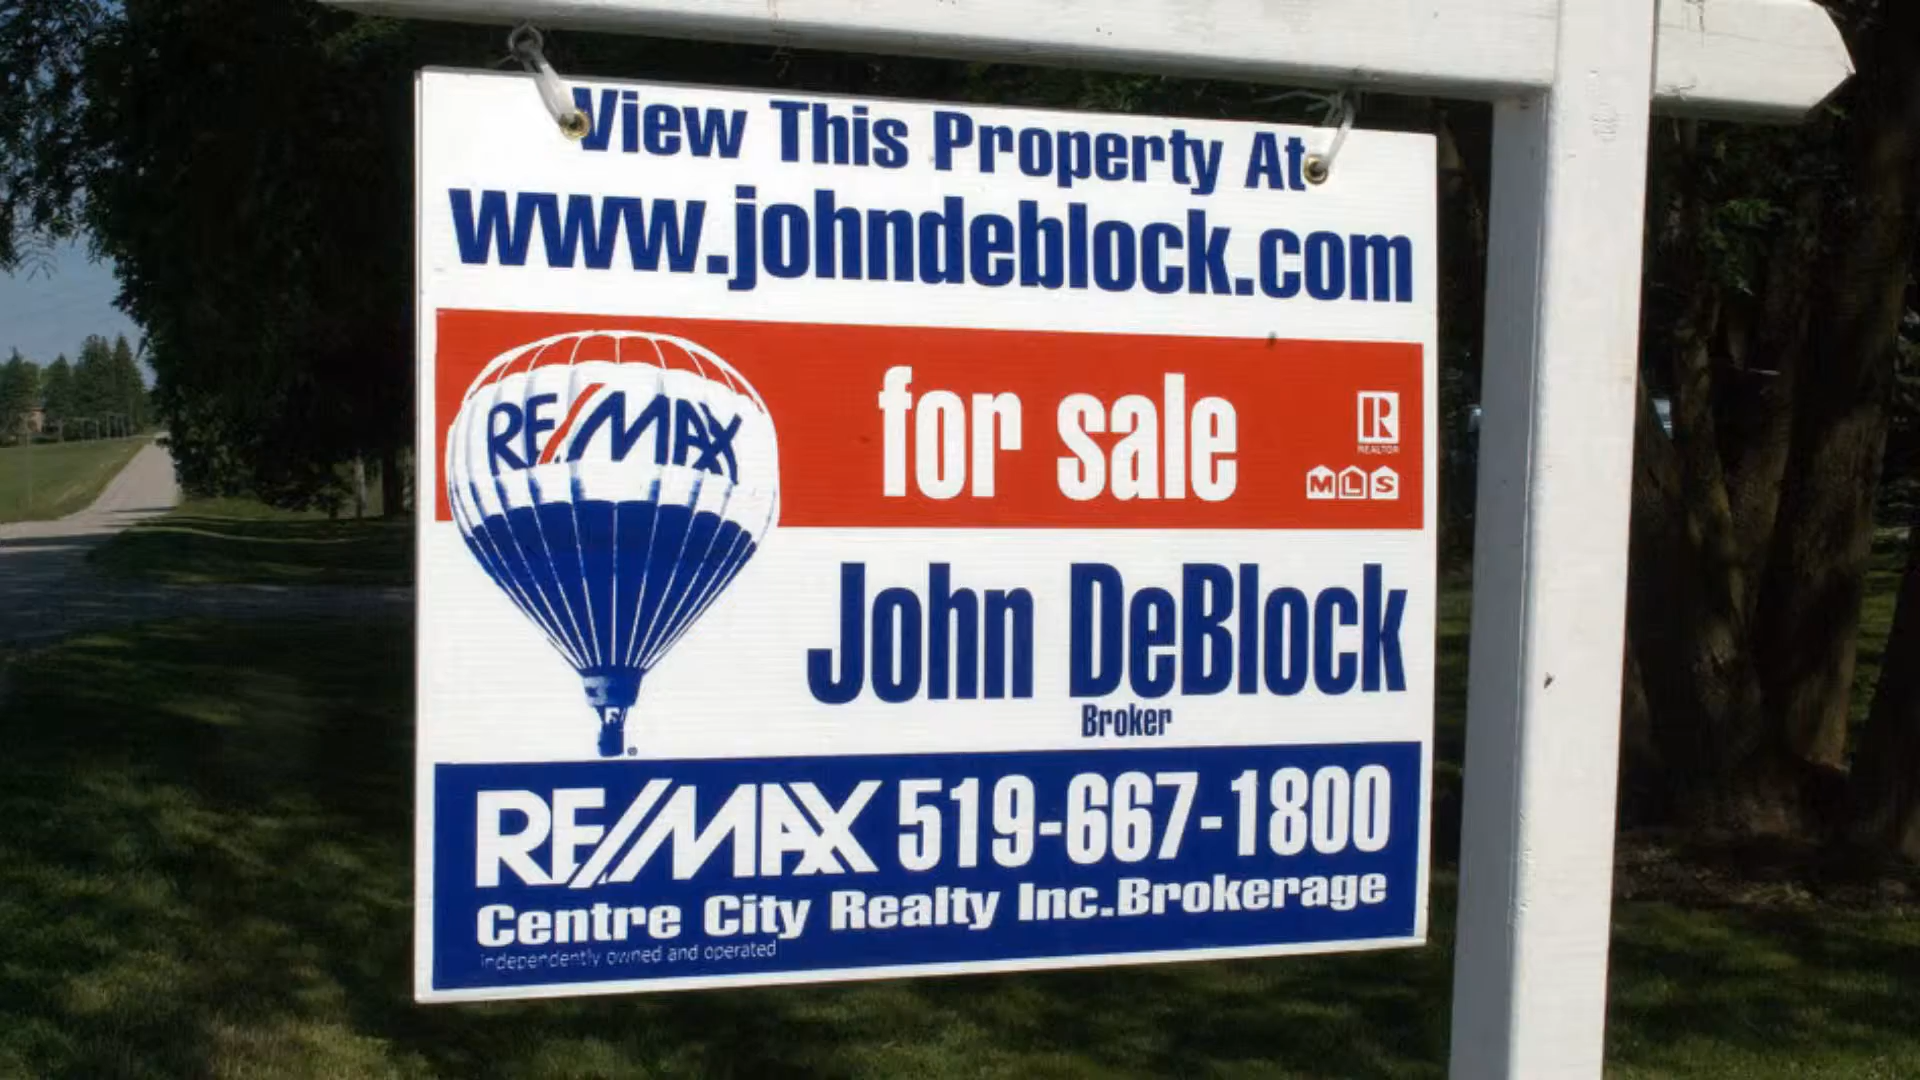 View This Property At
www.johndeblock.com
RE/MAX
for sale
R
REALTOR
MLS
John DeBlock
Broker
RE/MAX 519-667-1800
Centre City Realty Inc.Brokerage
independently owned and operated